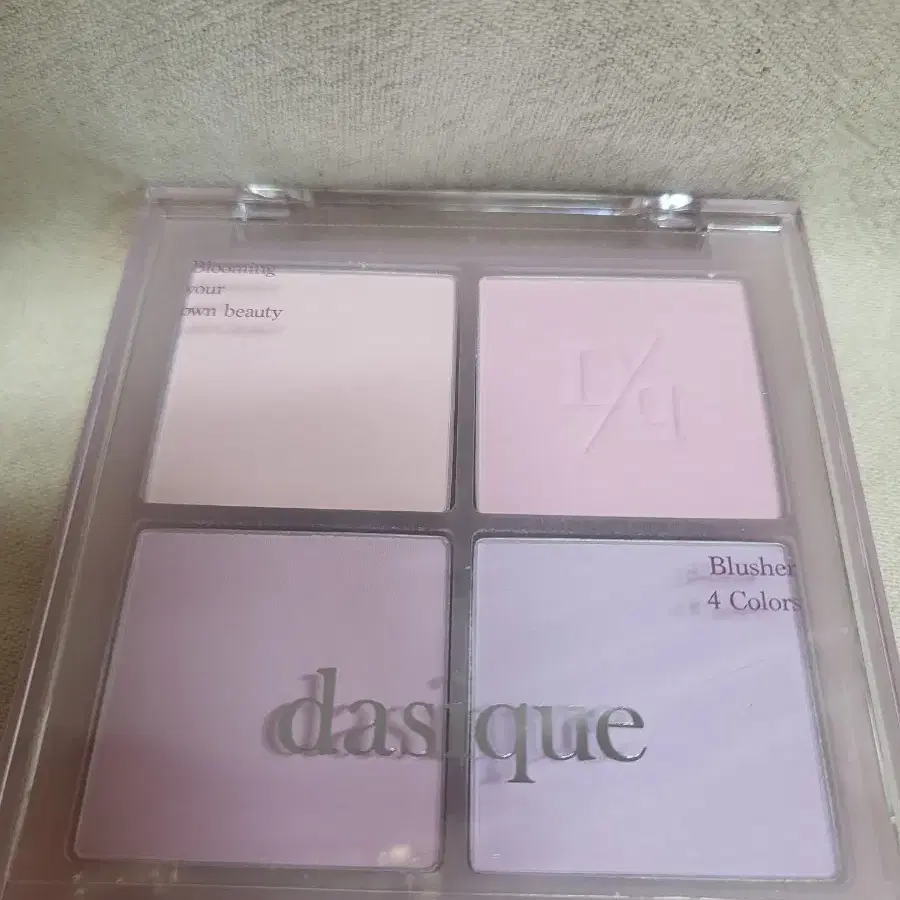 Blooming
your
own beauty
D/q
Blusher
4 Colors
dasique